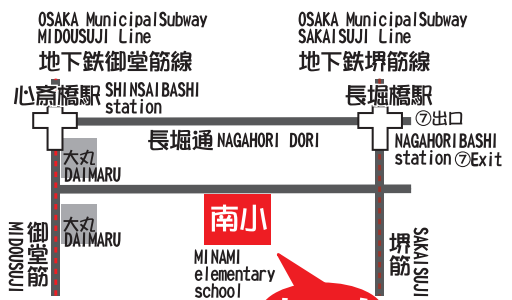 OSAKA MunicipalSubway
MIDOUSUJI Line
地下鉄御堂筋線
OSAKA MunicipalSubway
SAKAISUJI Line
地下鉄堺筋線
心斎橋駅
SHINSAIBASHI
station
長堀橋駅
⑦出口
長堀通 NAGAHORI DORI
NAGAHORIBASHI
station ⑦Exit
大丸
DAIMARU
大丸
DAIMARU
南小
MINAMI
elementary
school
御堂筋
MIDOUSUJI
堺筋
SAKAISUJI